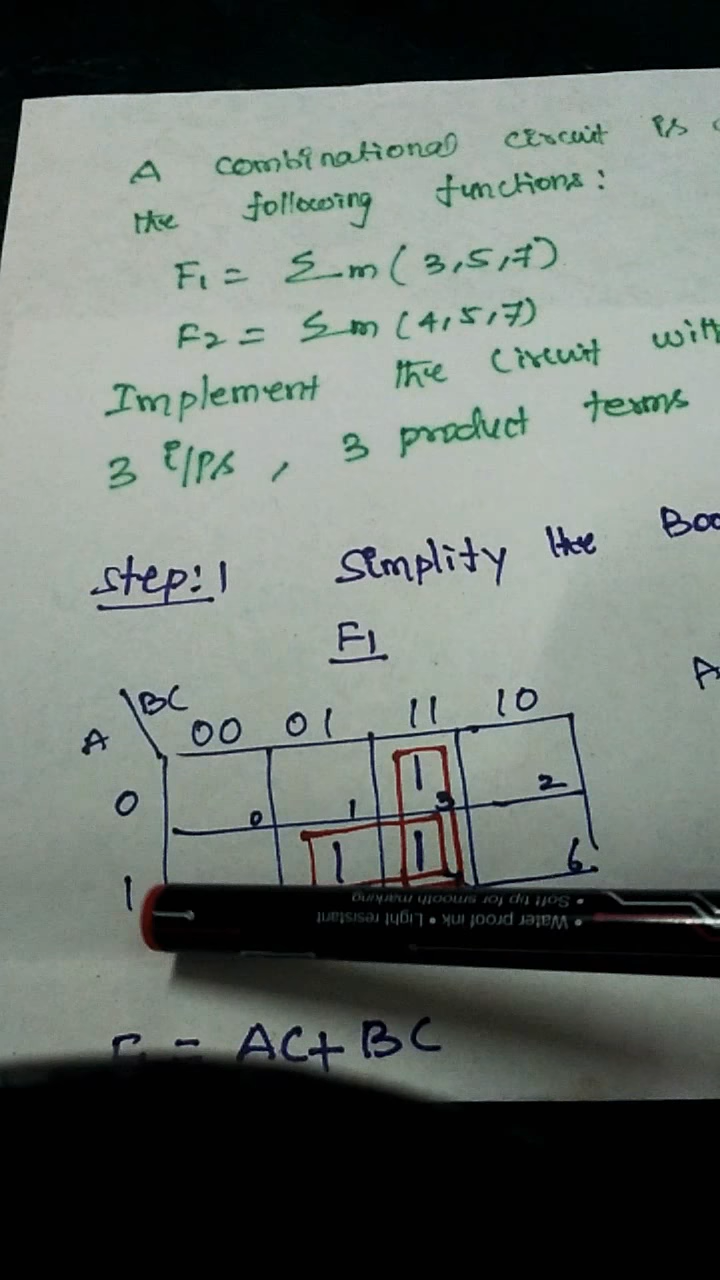 A combinational circuit is
the following functions:
F1 = Σm(3,5,7)
F2 = Σm(4,5,7)
Implement the circuit with
3 i/ps, 3 product terms
Step:1 Simplify the Boo
F1
A BC 00 01 11 10
0 0 1 1 3 2
1 1 1 6
• Soft tip for smooth marking
• Water proof ink • Light resistant
= AC+BC